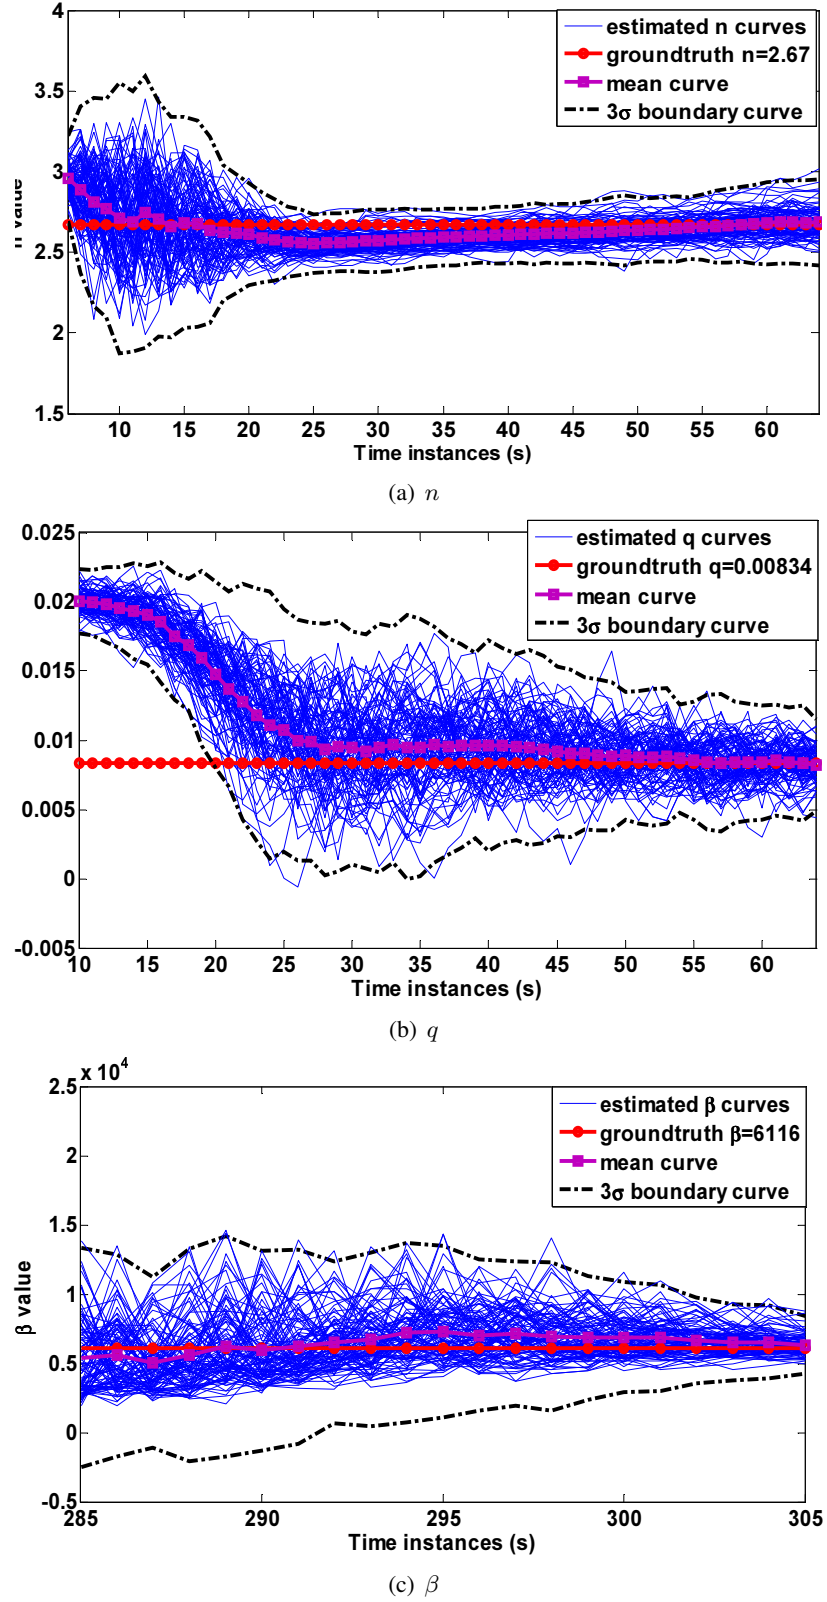 estimated n curves
groundtruth n=2.67
mean curve
3σ boundary curve
4
3.5
3
2.5
2
1.5
n value
10 15 20 25 30 35 40 45 50 55 60
Time instances (s)
(a) n
estimated q curves
groundtruth q=0.00834
mean curve
3σ boundary curve
0.025
0.02
0.015
0.01
0.005
0
-0.005
10 15 20 25 30 35 40 45 50 55 60
Time instances (s)
(b) q
x 10⁴
estimated β curves
groundtruth β=6116
mean curve
3σ boundary curve
2.5
2
1.5
1
0.5
0
-0.5
β value
285 290 295 300 305
Time instances (s)
(c) β